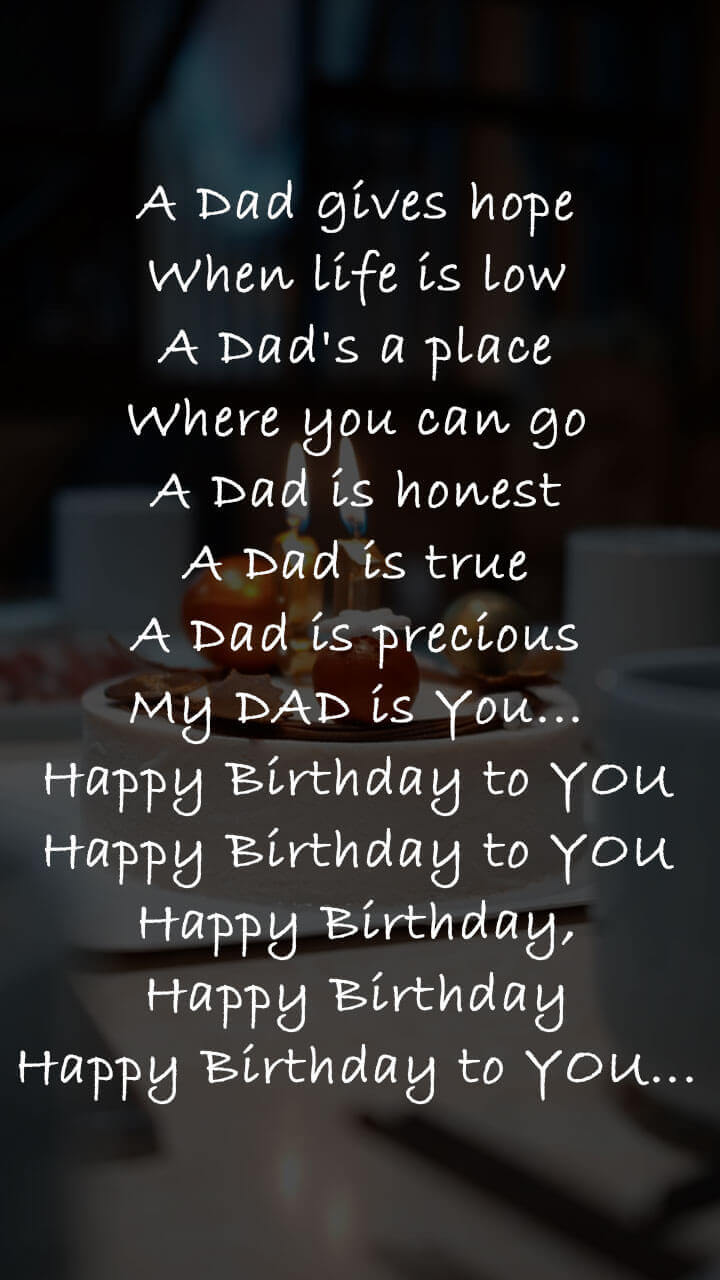 A Dad gives hope
When life is low
A Dad's a place
Where you can go
A Dad is honest
A Dad is true
A Dad is precious
My DAD is You...
Happy Birthday to YOU
Happy Birthday to YOU
Happy Birthday,
Happy Birthday
Happy Birthday to YOU...